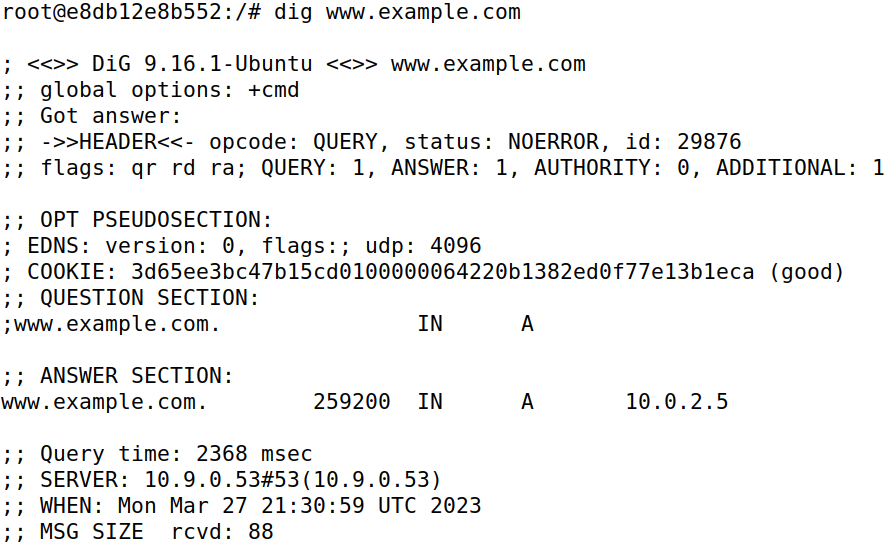 root@e8db12e8b552:/# dig www.example.com
; <<>> DiG 9.16.1-Ubuntu <<>> www.example.com
;; global options: +cmd
;; Got answer:
;; ->>HEADER<<- opcode: QUERY, status: NOERROR, id: 29876
;; flags: qr rd ra; QUERY: 1, ANSWER: 1, AUTHORITY: 0, ADDITIONAL: 1
;; OPT PSEUDOSECTION:
; EDNS: version: 0, flags:; udp: 4096
; COOKIE: 3d65ee3bc47b15cd0100000064220b1382ed0f77e13b1eca (good)
;; QUESTION SECTION:
;www.example.com.               IN      A
;; ANSWER SECTION:
www.example.com.        259200  IN      A       10.0.2.5
;; Query time: 2368 msec
;; SERVER: 10.9.0.53#53(10.9.0.53)
;; WHEN: Mon Mar 27 21:30:59 UTC 2023
;; MSG SIZE  rcvd: 88